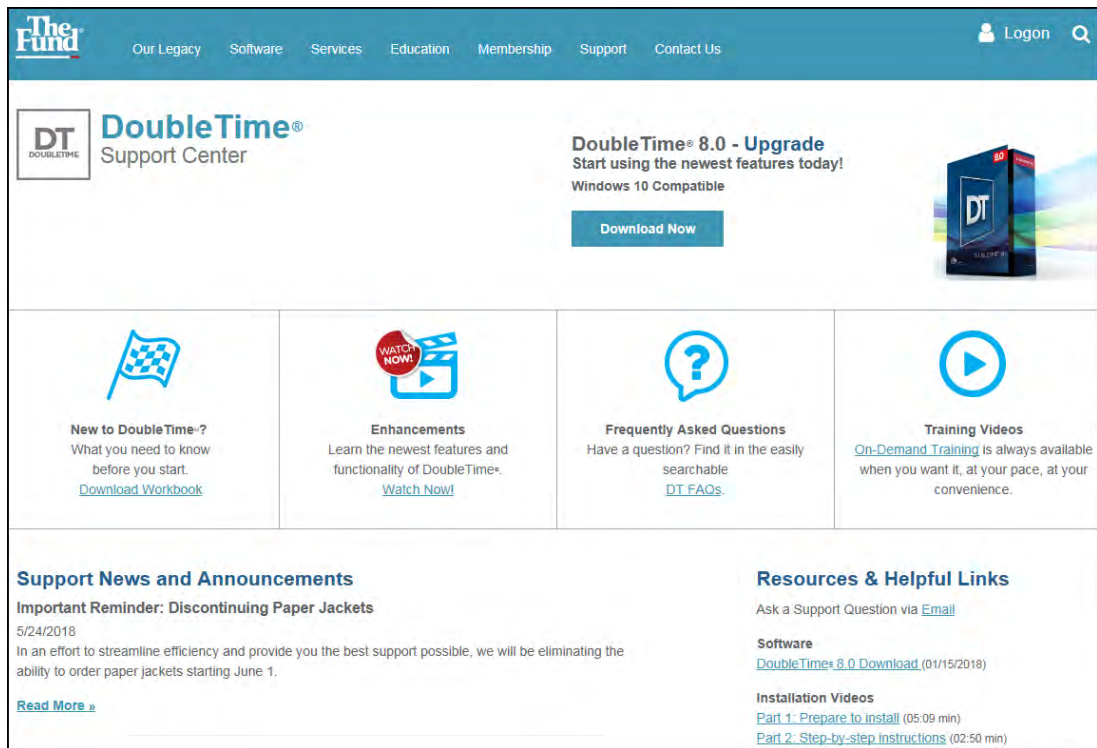 The Fund®
Our Legacy Software Services Education Membership Support Contact Us
Logon
DT
DOUBLETIME
DoubleTime®
Support Center
DoubleTime® 8.0 - Upgrade
Start using the newest features today!
Windows 10 Compatible
Download Now
8.0
DT
WATCH
NOW!
?
New to DoubleTime®?
What you need to know
before you start.
Download Workbook
Enhancements
Learn the newest features and
functionality of DoubleTime®.
Watch Now!
Frequently Asked Questions
Have a question? Find it in the easily
searchable
DT FAQs.
Training Videos
On-Demand Training is always available
when you want it, at your pace, at your
convenience.
Support News and Announcements
Important Reminder: Discontinuing Paper Jackets
5/24/2018
In an effort to streamline efficiency and provide you the best support possible, we will be eliminating the
ability to order paper jackets starting June 1.
Read More »
Resources & Helpful Links
Ask a Support Question via Email
Software
DoubleTime® 8.0 Download (01/15/2018)
Installation Videos
Part 1: Prepare to install (05:09 min)
Part 2: Step-by-step instructions (02:50 min)